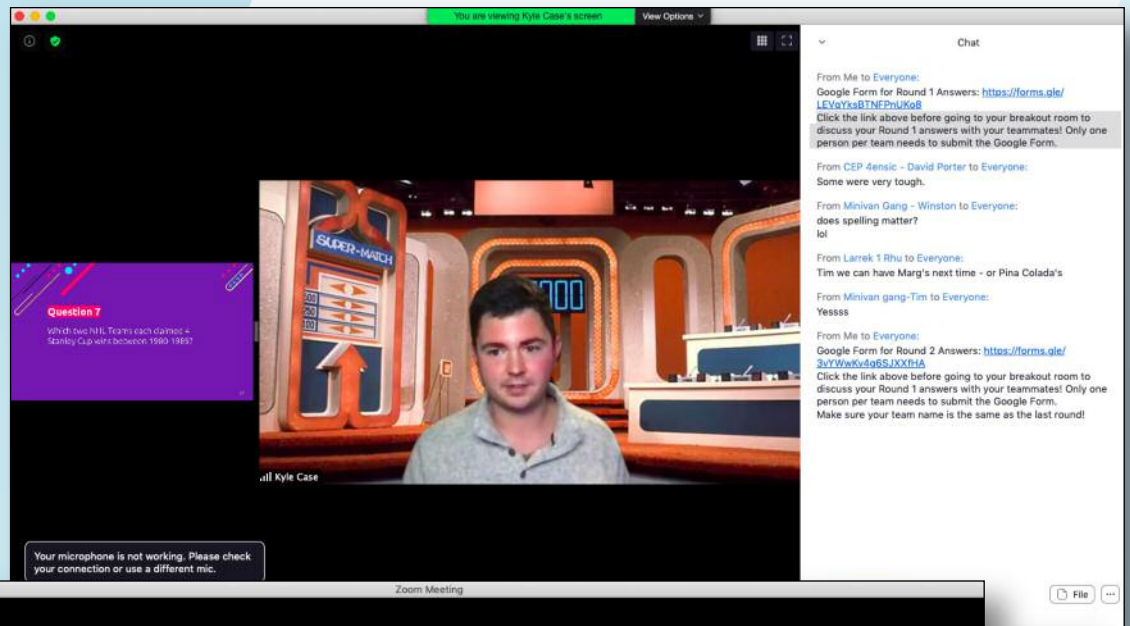 You are viewing Kyle Case's screen
View Options
Chat
From Me to Everyone:
Google Form for Round 1 Answers: https://forms.gle/
LEVqYksBTNFPnUKo8
Click the link above before going to your breakout room to
discuss your Round 1 answers with your teammates! Only one
person per team needs to submit the Google Form.
From CEP 4ensic - David Porter to Everyone:
Some were very tough.
From Minivan Gang - Winston to Everyone:
does spelling matter?
lol
From Larrek 1 Rhu to Everyone:
Tim we can have Marg's next time - or Pina Colada's
From Minivan gang-Tim to Everyone:
Yessss
From Me to Everyone:
Google Form for Round 2 Answers: https://forms.gle/
3vYWwKv4g6SJXXfHA
Click the link above before going to your breakout room to
discuss your Round 1 answers with your teammates! Only one
person per team needs to submit the Google Form.
Make sure your team name is the same as the last round!
SUPER-MATCH
Question 7
Which two NHL Teams each claimed 4
Stanley Cup wins between 1980-1989?
Kyle Case
Your microphone is not working. Please check
your connection or use a different mic.
Zoom Meeting
File